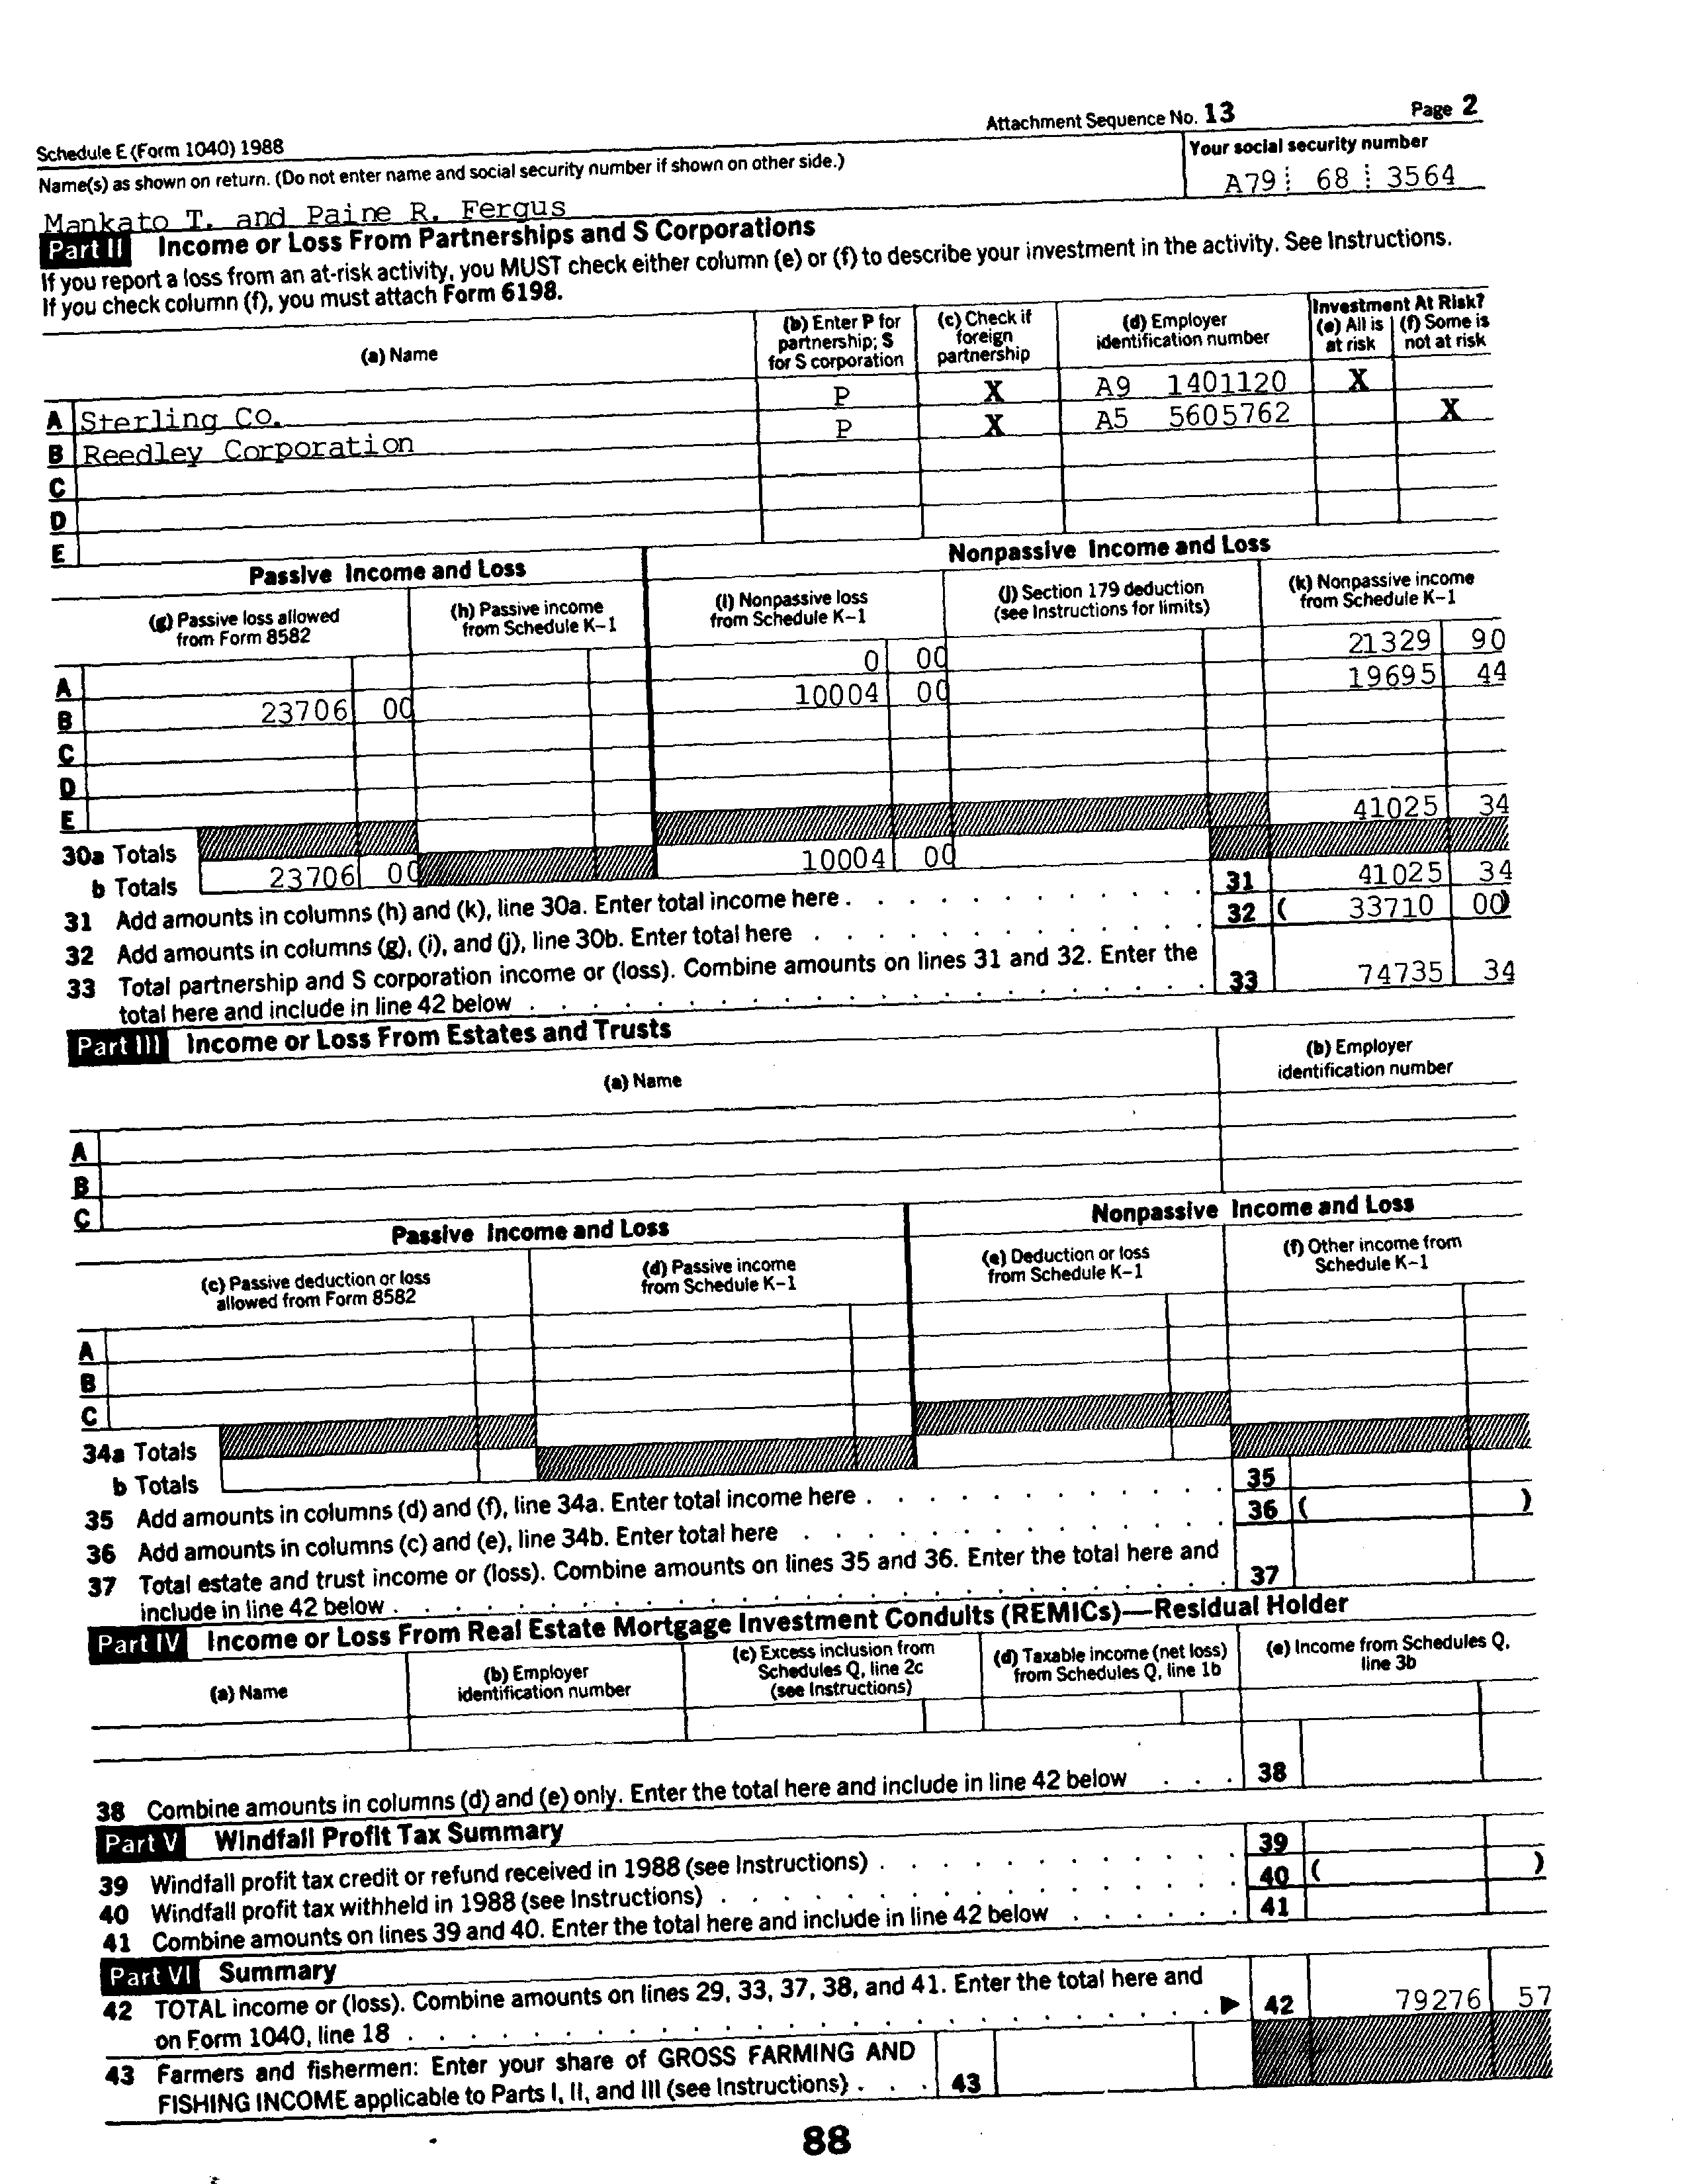 Schedule E (Form 1040) 1988 Attachment Sequence No. 13 Page 2
Name(s) as shown on return. (Do not enter name and social security number if shown on other side.) Your social security number
Mankato T. and Paine R. Fergus A79 68 3564
Part II Income or Loss From Partnerships and S Corporations
If you report a loss from an at-risk activity, you MUST check either column (e) or (f) to describe your investment in the activity. See Instructions.
If you check column (f), you must attach Form 6198.
(a) Name (b) Enter P for partnership; S for S corporation (c) Check if foreign partnership (d) Employer identification number Investment At Risk? (e) All is at risk (f) Some is not at risk
A Sterling Co. P X A9 1401120 X
B Reedley Corporation P X A5 5605762 X
C
D
E
Passive Income and Loss Nonpassive Income and Loss
(g) Passive loss allowed from Form 8582 (h) Passive income from Schedule K-1 (i) Nonpassive loss from Schedule K-1 (j) Section 179 deduction (see Instructions for limits) (k) Nonpassive income from Schedule K-1
A 0 00 21329 90
B 23706 00 10004 00 19695 44
C
D
E
30a Totals 41025 34
b Totals 23706 00 10004 00
31 Add amounts in columns (h) and (k), line 30a. Enter total income here . . . 31 41025 34
32 Add amounts in columns (g), (i), and (j), line 30b. Enter total here . . . 32 ( 33710 00)
33 Total partnership and S corporation income or (loss). Combine amounts on lines 31 and 32. Enter the
total here and include in line 42 below . . . 33 74735 34
Part III Income or Loss From Estates and Trusts
(a) Name (b) Employer identification number
A
B
C
Passive Income and Loss Nonpassive Income and Loss
(c) Passive deduction or loss allowed from Form 8582 (d) Passive income from Schedule K-1 (e) Deduction or loss from Schedule K-1 (f) Other income from Schedule K-1
A
B
C
34a Totals
b Totals
35 Add amounts in columns (d) and (f), line 34a. Enter total income here . . . 35
36 Add amounts in columns (c) and (e), line 34b. Enter total here . . . 36 ( )
37 Total estate and trust income or (loss). Combine amounts on lines 35 and 36. Enter the total here and
include in line 42 below . . . 37
Part IV Income or Loss From Real Estate Mortgage Investment Conduits (REMICs)—Residual Holder
(a) Name (b) Employer identification number (c) Excess inclusion from Schedules Q, line 2c (see Instructions) (d) Taxable income (net loss) from Schedules Q, line 1b (e) Income from Schedules Q, line 3b
38 Combine amounts in columns (d) and (e) only. Enter the total here and include in line 42 below . . . 38
Part V Windfall Profit Tax Summary
39 Windfall profit tax credit or refund received in 1988 (see Instructions) . . . 39
40 Windfall profit tax withheld in 1988 (see Instructions) . . . 40 ( )
41 Combine amounts on lines 39 and 40. Enter the total here and include in line 42 below . . . 41
Part VI Summary
42 TOTAL income or (loss). Combine amounts on lines 29, 33, 37, 38, and 41. Enter the total here and
on Form 1040, line 18 . . . ▶ 42 79276 57
43 Farmers and fishermen: Enter your share of GROSS FARMING AND
FISHING INCOME applicable to Parts I, II, and III (see Instructions) . . . 43
88